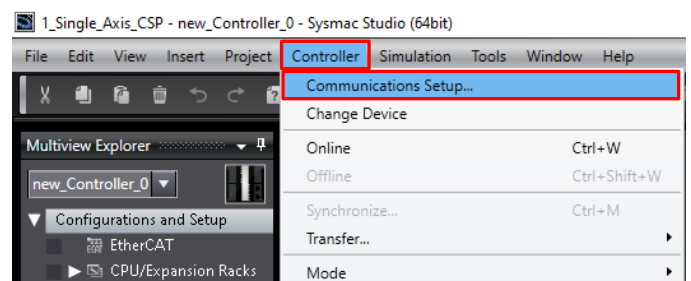 1_Single_Axis_CSP - new_Controller_0 - Sysmac Studio (64bit)
File Edit View Insert Project Controller Simulation Tools Window Help
Communications Setup...
Change Device
Multiview Explorer
Online Ctrl+W
new_Controller_0
Offline Ctrl+Shift+W
Configurations and Setup
Synchronize... Ctrl+M
EtherCAT
Transfer...
CPU/Expansion Racks
Mode